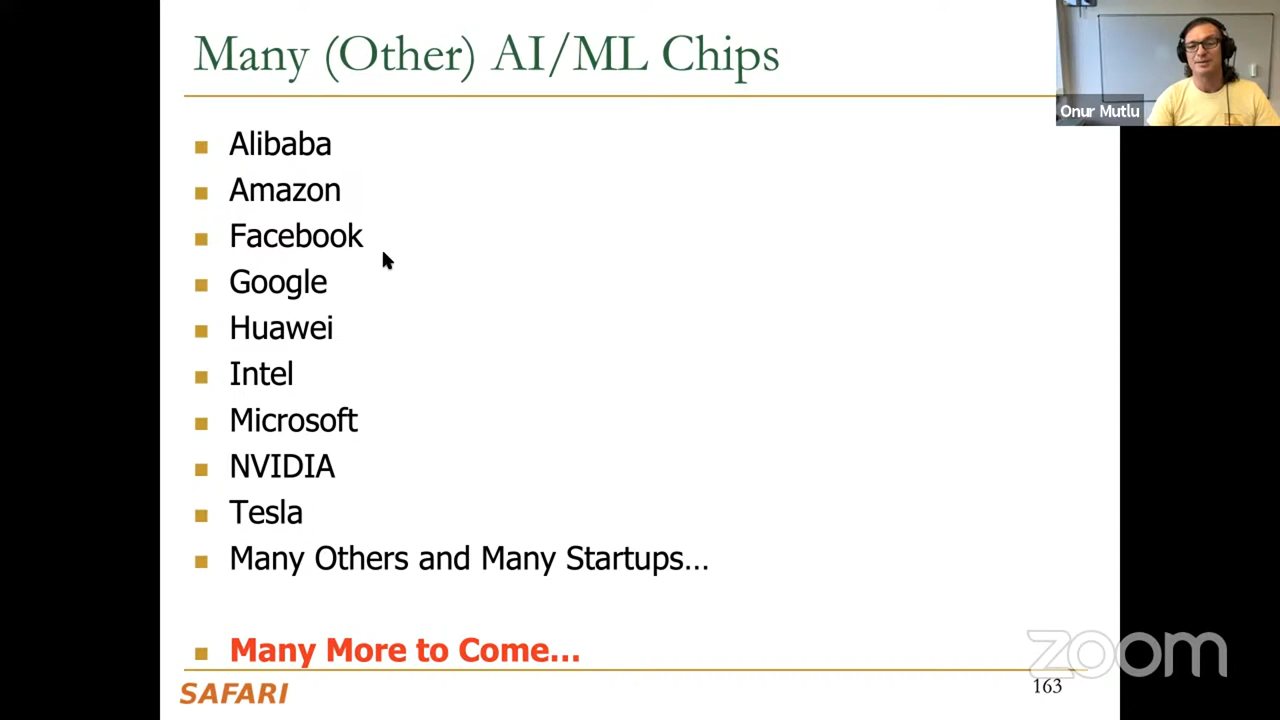 Many (Other) AI/ML Chips
Onur Mutlu
Alibaba
Amazon
Facebook
Google
Huawei
Intel
Microsoft
NVIDIA
Tesla
Many Others and Many Startups…
Many More to Come…
zoom
SAFARI
163